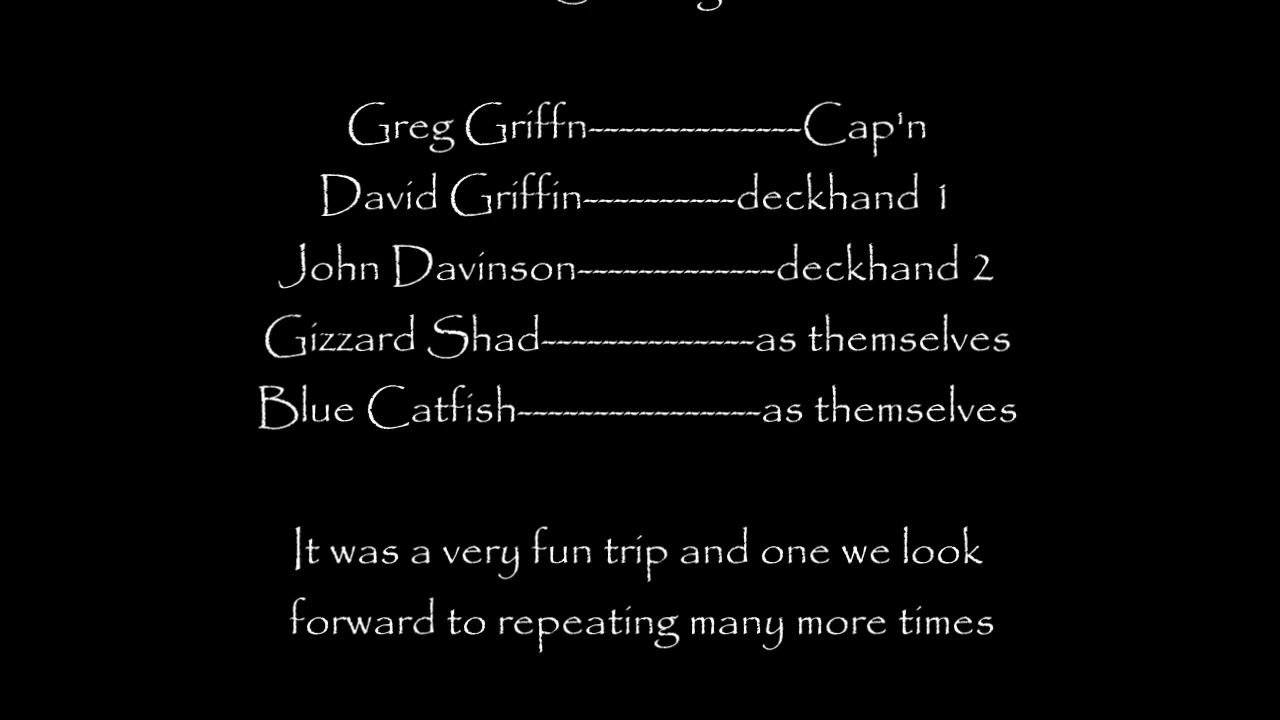 Greg Griffn--------------Cap'n
David Griffin----------deckhand 1
John Davinson-------------deckhand 2
Gizzard Shad--------------as themselves
Blue Catfish----------------as themselves
It was a very fun trip and one we look
forward to repeating many more times